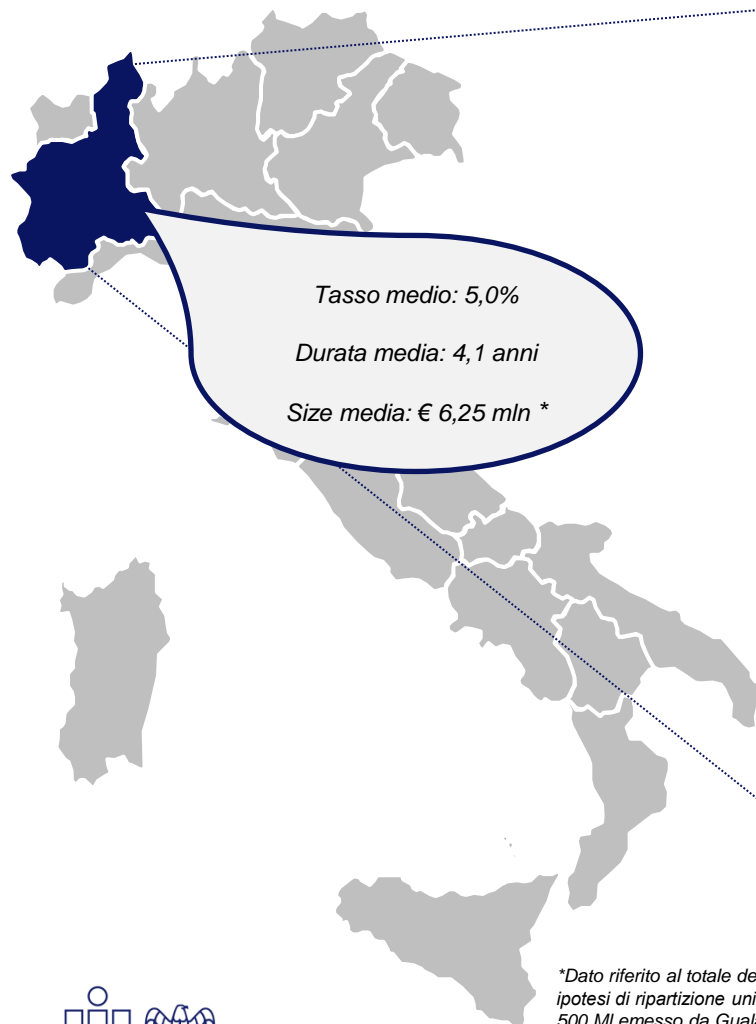 Tasso medio: 5,0%
Durata media: 4,1 anni
Size media: € 6,25 mln *
*Dato riferito al totale de
ipotesi di ripartizione uni
500 Ml emesso da Guala